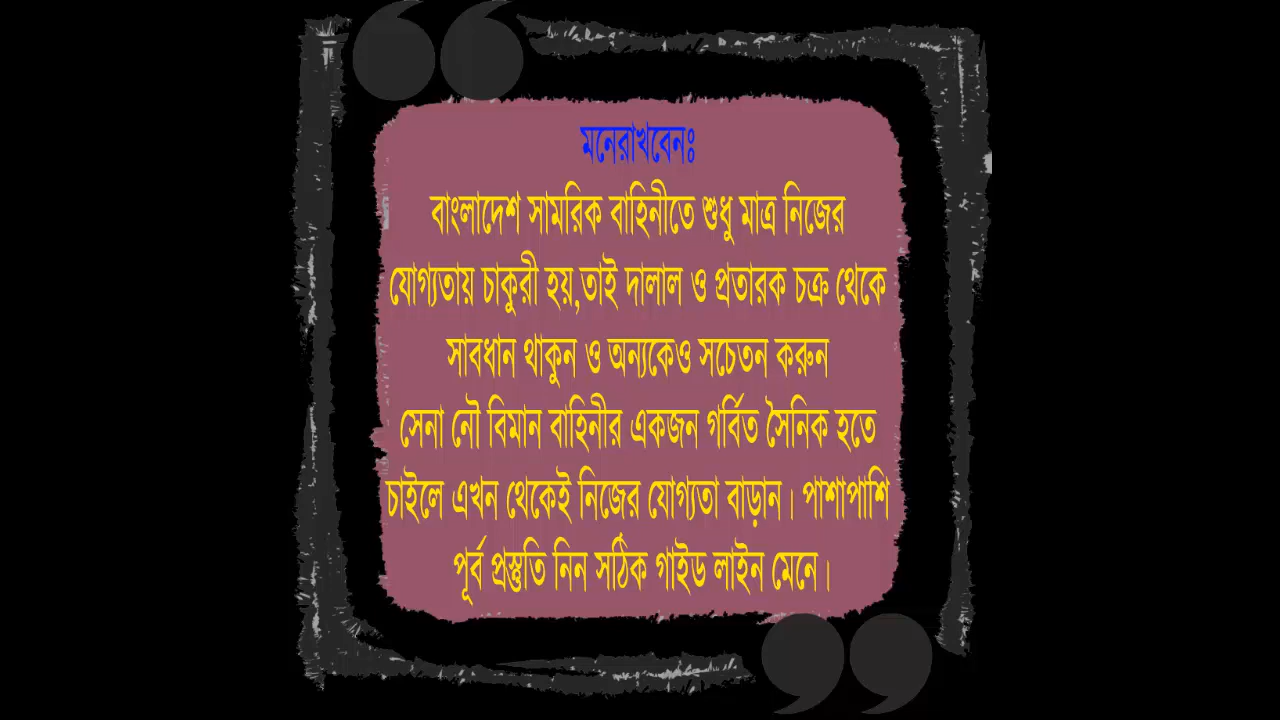 মনেরাখবেনঃ
বাংলাদেশ সামরিক বাহিনীতে শুধু মাত্র নিজের
যোগ্যতায় চাকুরী হয়,তাই দালাল ও প্রতারক চক্র থেকে
সাবধান থাকুন ও অন্যকেও সচেতন করুন
সেনা নৌ বিমান বাহিনীর একজন গর্বিত সৈনিক হতে
চাইলে এখন থেকেই নিজের যোগ্যতা বাড়ান। পাশাপাশি
পূর্ব প্রস্তুতি নিন সঠিক গাইড লাইন মেনে।